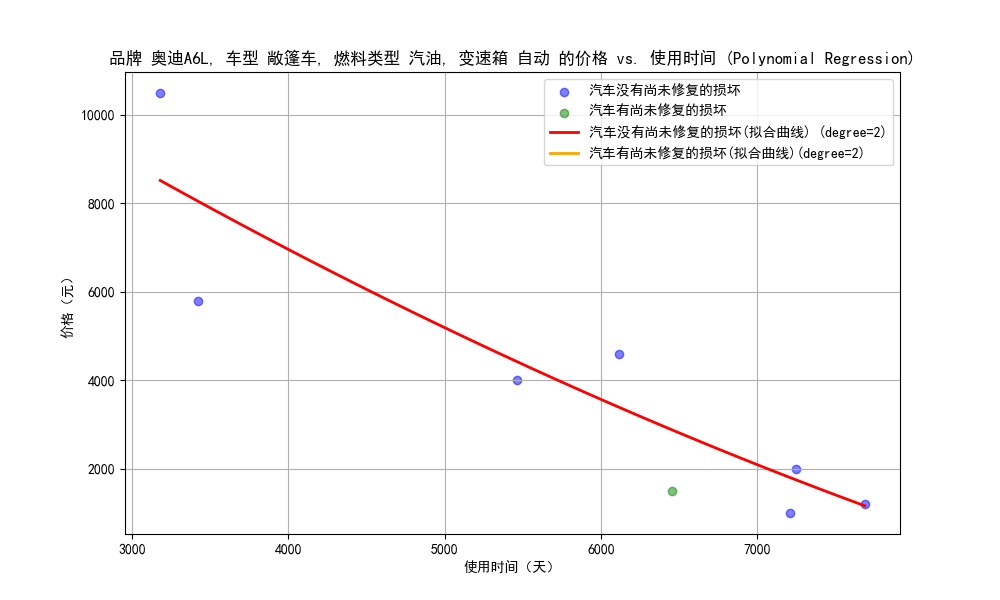 品牌 奥迪A6L, 车型 敞篷车, 燃料类型 汽油, 变速箱 自动 的价格 vs. 使用时间 (Polynomial Regression)
汽车没有尚未修复的损坏
汽车有尚未修复的损坏
汽车没有尚未修复的损坏(拟合曲线) (degree=2)
汽车有尚未修复的损坏(拟合曲线)(degree=2)
10000
8000
6000
4000
2000
价格（元）
3000 4000 5000 6000 7000
使用时间（天）